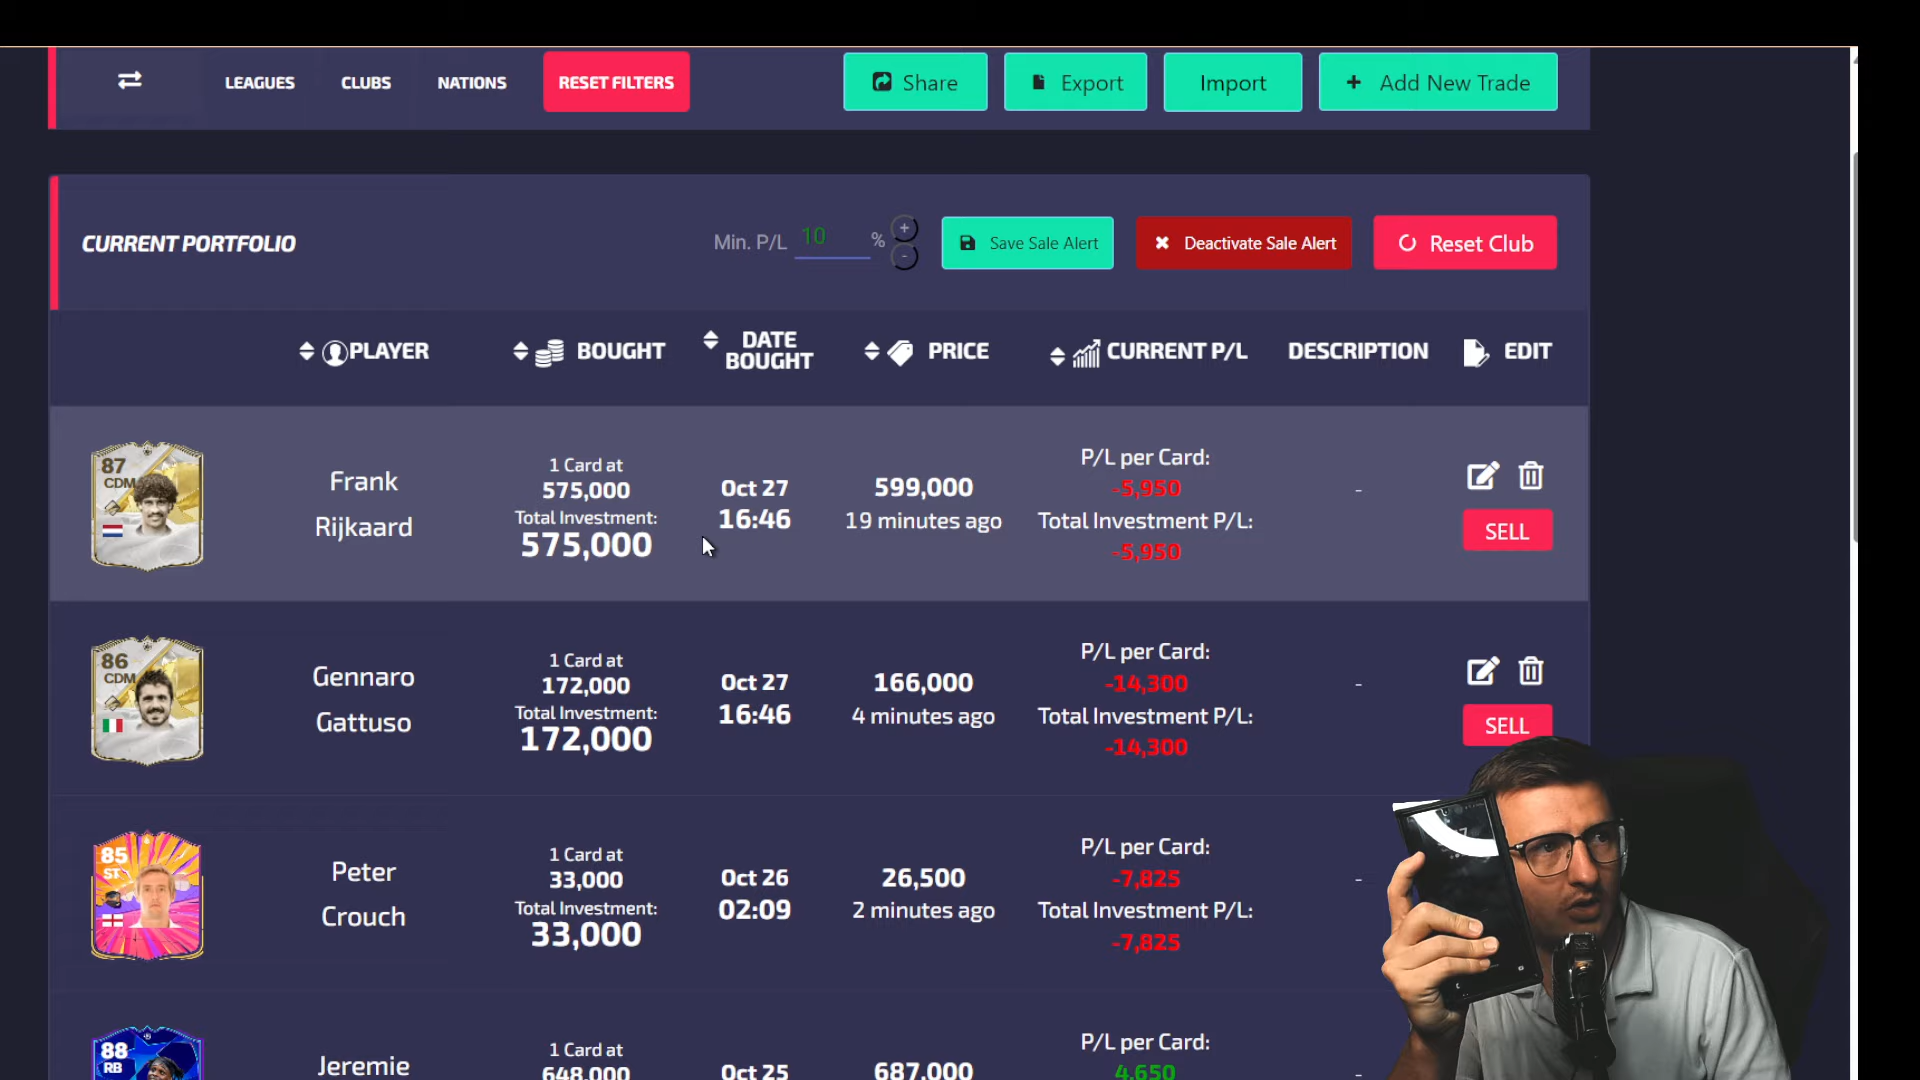 LEAGUES CLUBS NATIONS RESET FILTERS Share Export Import + Add New Trade
CURRENT PORTFOLIO Min. P/L 10 % + - Save Sale Alert Deactivate Sale Alert Reset Club
PLAYER BOUGHT DATE BOUGHT PRICE CURRENT P/L DESCRIPTION EDIT
87
CDM
Frank
Rijkaard
1 Card at
575,000
Total Investment:
575,000
Oct 27
16:46
599,000
19 minutes ago
P/L per Card:
-5,950
Total Investment P/L:
-5,950
-
SELL
86
CDM
Gennaro
Gattuso
1 Card at
172,000
Total Investment:
172,000
Oct 27
16:46
166,000
4 minutes ago
P/L per Card:
-14,300
Total Investment P/L:
-14,300
-
SELL
85
ST
Peter
Crouch
1 Card at
33,000
Total Investment:
33,000
Oct 26
02:09
26,500
2 minutes ago
P/L per Card:
-7,825
Total Investment P/L:
-7,825
-
88
RB
Jeremie
1 Card at
648,000
Oct 25
687,000
P/L per Card:
4,650
-